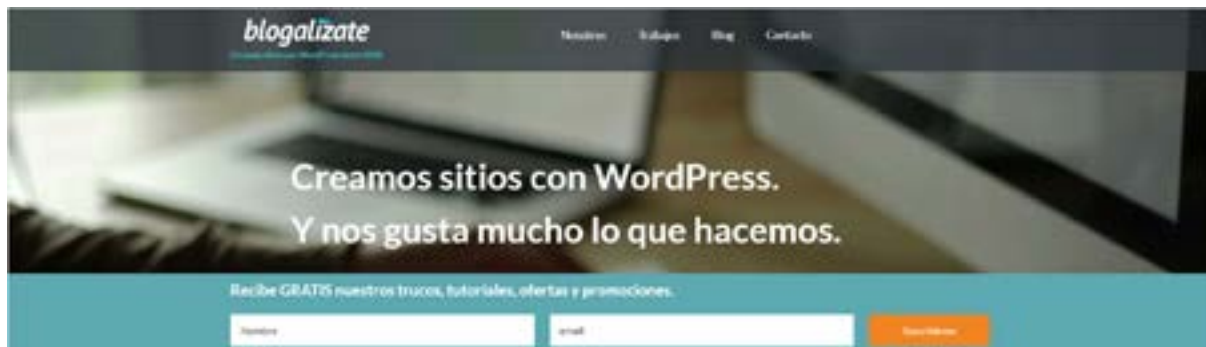 blogalízate
Nosotros Trabajos Blog Contacto
Creamos sitios con WordPress.
Y nos gusta mucho lo que hacemos.
Recibe GRATIS nuestros trucos, tutoriales, ofertas y promociones.
nombre email